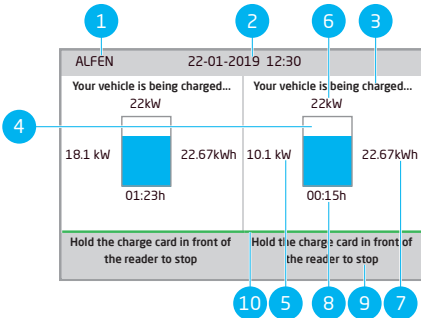 1 2 6 3
ALFEN 22-01-2019 12:30
Your vehicle is being charged... Your vehicle is being charged...
22kW 22kW
4
18.1 kW 22.67kWh 10.1 kW 22.67kWh
01:23h 00:15h
Hold the charge card in front of Hold the charge card in front of
the reader to stop the reader to stop
10 5 8 9 7